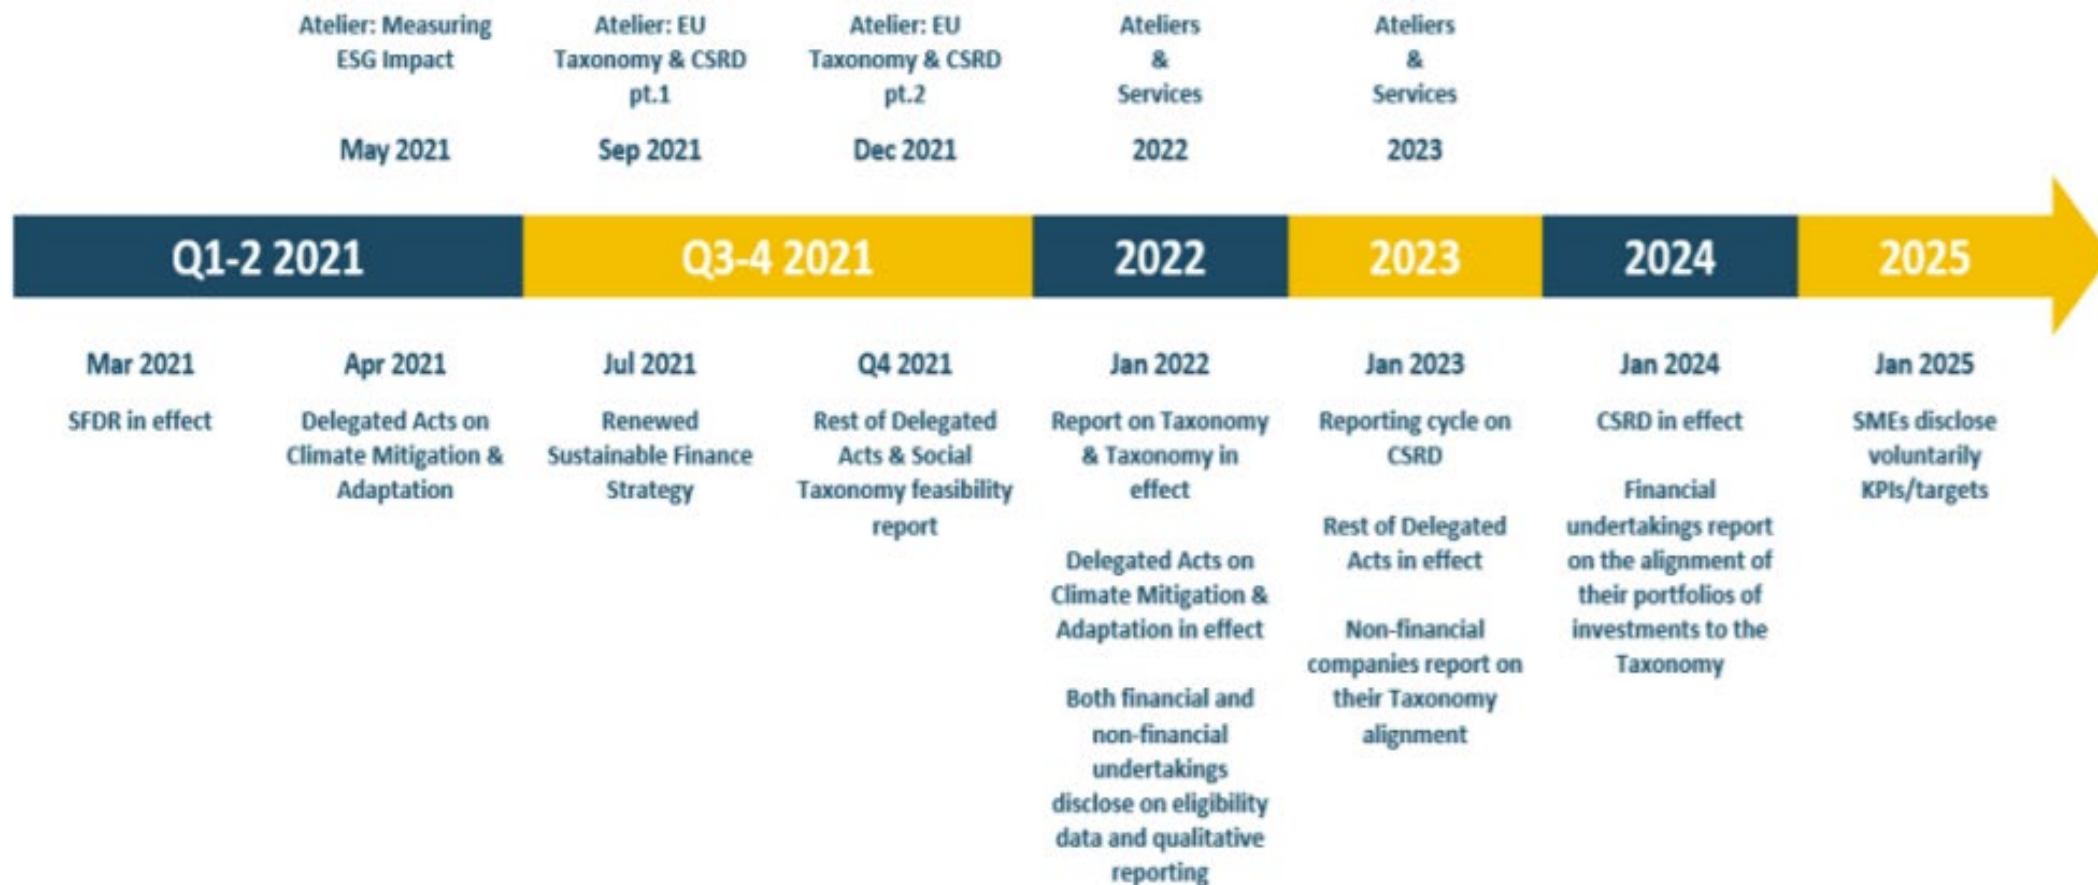 Atelier: Measuring
ESG Impact
May 2021
Atelier: EU
Taxonomy & CSRD
pt.1
Sep 2021
Atelier: EU
Taxonomy & CSRD
pt.2
Dec 2021
Ateliers
&
Services
2022
Ateliers
&
Services
2023
Q1-2 2021
Q3-4 2021
2022
2023
2024
2025
Mar 2021
SFDR in effect
Apr 2021
Delegated Acts on
Climate Mitigation &
Adaptation
Jul 2021
Renewed
Sustainable Finance
Strategy
Q4 2021
Rest of Delegated
Acts & Social
Taxonomy feasibility
report
Jan 2022
Report on Taxonomy
& Taxonomy in
effect
Delegated Acts on
Climate Mitigation &
Adaptation in effect
Both financial and
non-financial
undertakings
disclose on eligibility
data and qualitative
reporting
Jan 2023
Reporting cycle on
CSRD
Rest of Delegated
Acts in effect
Non-financial
companies report on
their Taxonomy
alignment
Jan 2024
CSRD in effect
Financial
undertakings report
on the alignment of
their portfolios of
investments to the
Taxonomy
Jan 2025
SMEs disclose
voluntarily
KPIs/targets